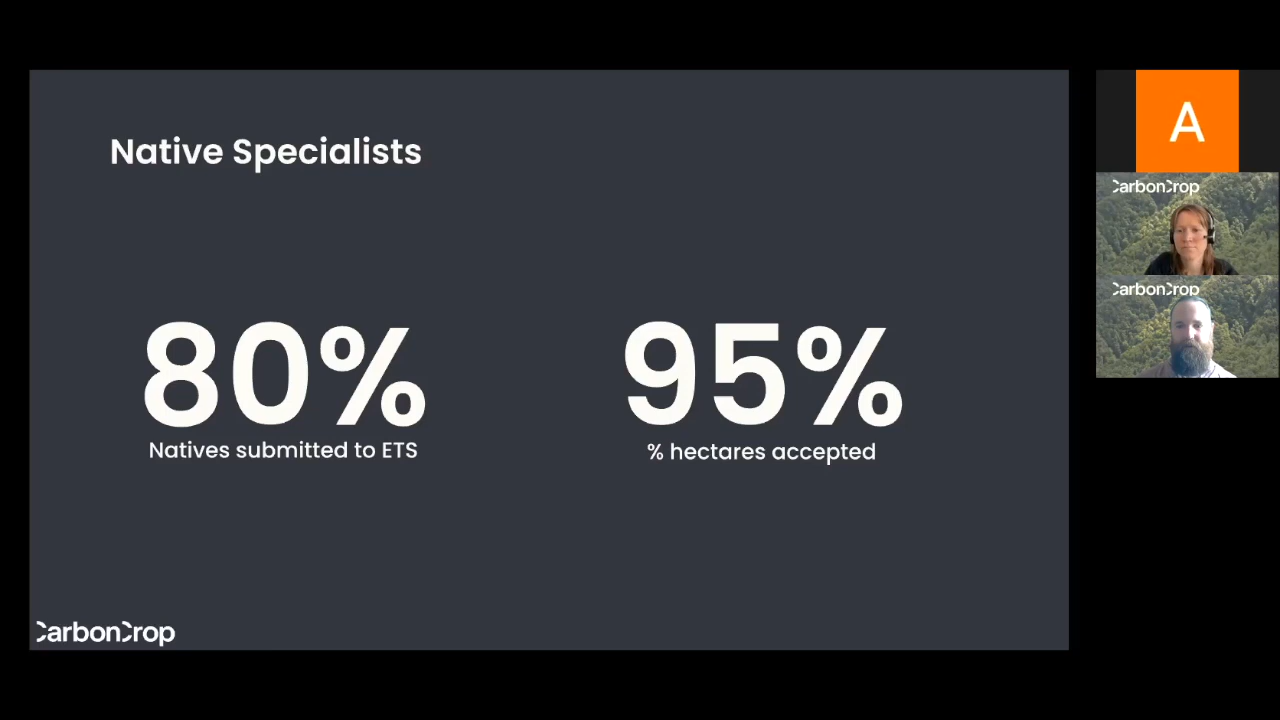 Native Specialists
80%
95%
Natives submitted to ETS
% hectares accepted
CarbonCrop
A
CarbonCrop
CarbonCrop